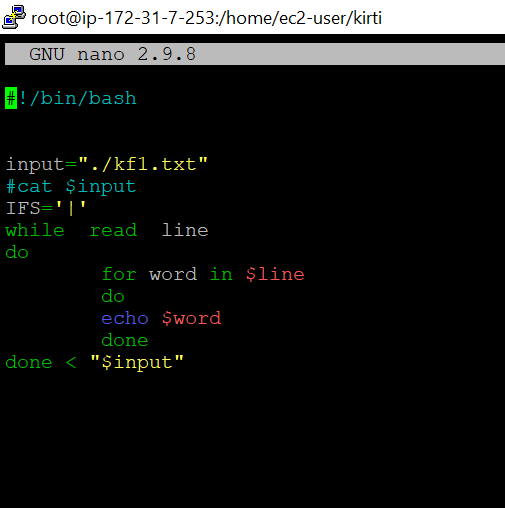 root@ip-172-31-7-253:/home/ec2-user/kirti
GNU nano 2.9.8
#!/bin/bash
input="./kf1.txt"
#cat $input
IFS='|'
while  read  line
do
        for word in $line
        do
        echo $word
        done
done < "$input"